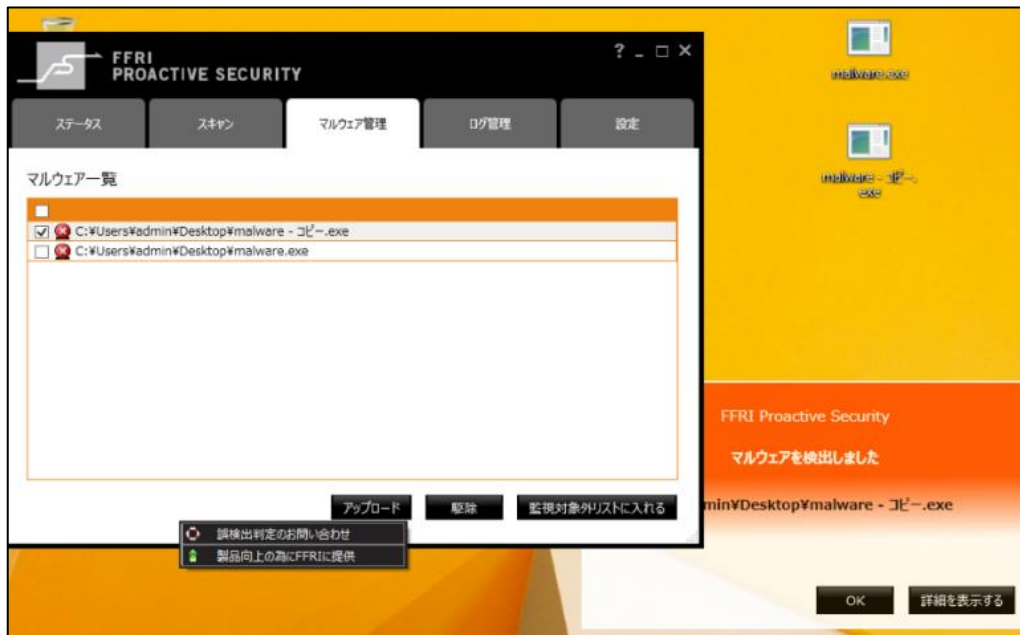 FFRI
PROACTIVE SECURITY
? _ □ ×
ステータス
スキャン
マルウェア管理
ログ管理
設定
マルウェア一覧
C:¥Users¥admin¥Desktop¥malware - コピー.exe
C:¥Users¥admin¥Desktop¥malware.exe
アップロード
駆除
監視対象外リストに入れる
誤検出判定のお問い合わせ
製品向上の為にFFRIに提供
malware.exe
malware - コピー.
exe
FFRI Proactive Security
マルウェアを検出しました
min¥Desktop¥malware - コピー.exe
OK
詳細を表示する